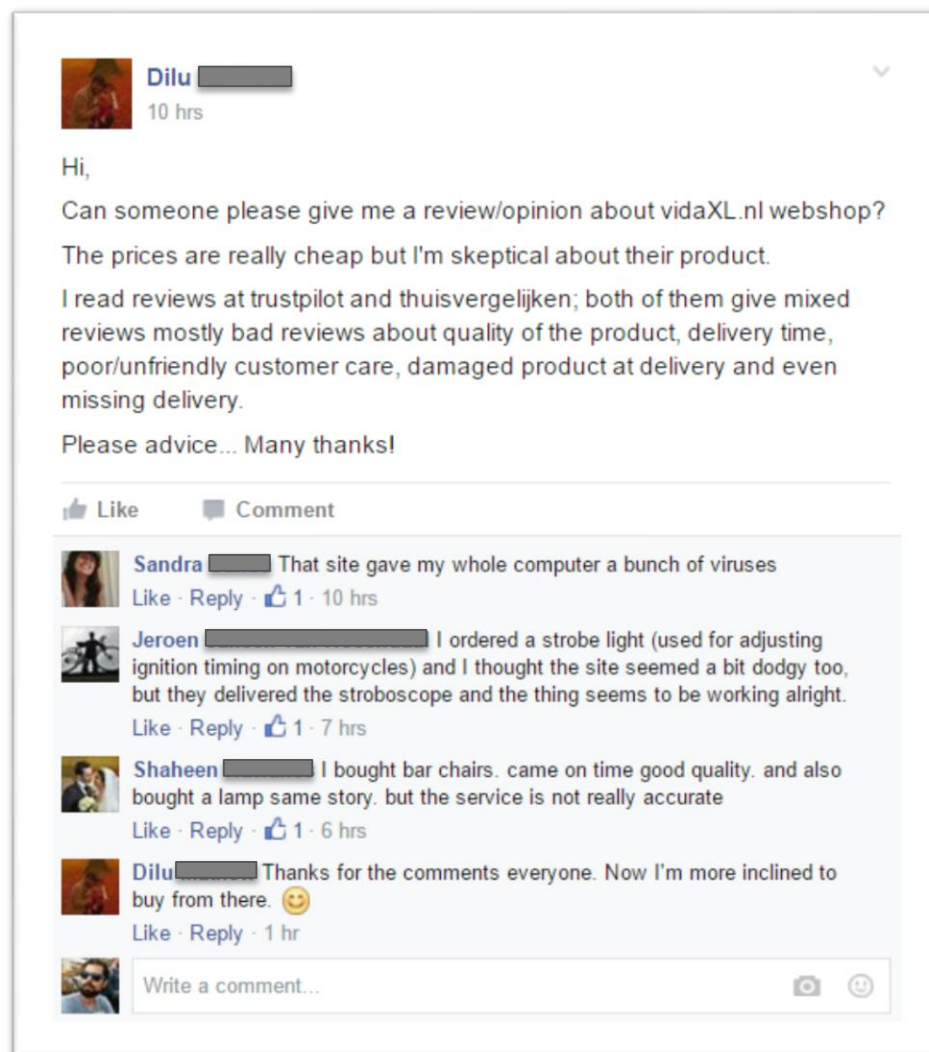 Dilu
10 hrs
Hi,
Can someone please give me a review/opinion about vidaXL.nl webshop?
The prices are really cheap but I'm skeptical about their product.
I read reviews at trustpilot and thuisvergelijken; both of them give mixed
reviews mostly bad reviews about quality of the product, delivery time,
poor/unfriendly customer care, damaged product at delivery and even
missing delivery.
Please advice... Many thanks!
Like Comment
Sandra That site gave my whole computer a bunch of viruses
Like · Reply · 1 · 10 hrs
Jeroen I ordered a strobe light (used for adjusting
ignition timing on motorcycles) and I thought the site seemed a bit dodgy too,
but they delivered the stroboscope and the thing seems to be working alright.
Like · Reply · 1 · 7 hrs
Shaheen I bought bar chairs. came on time good quality. and also
bought a lamp same story. but the service is not really accurate
Like · Reply · 1 · 6 hrs
Dilu Thanks for the comments everyone. Now I'm more inclined to
buy from there.
Like · Reply · 1 hr
Write a comment...